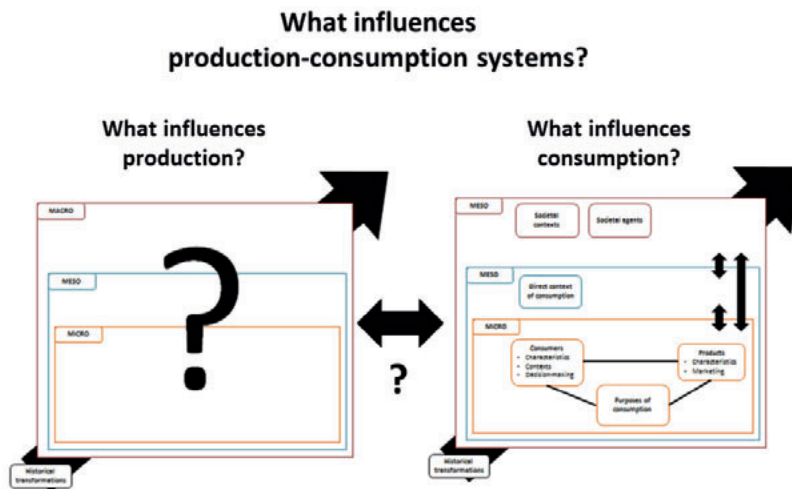 What influences
production-consumption systems?
What influences
production?
What influences
consumption?
MACRO
MESO
MICRO
?
Historical
transformations
?
MESO
Societal
contexts
Societal agents
MESO
Direct context
of consumption
MICRO
Consumers
• Characteristics
• Contexts
• Decision-making
Products
• Characteristics
• Marketing
Purposes of
consumption
Historical
transformations